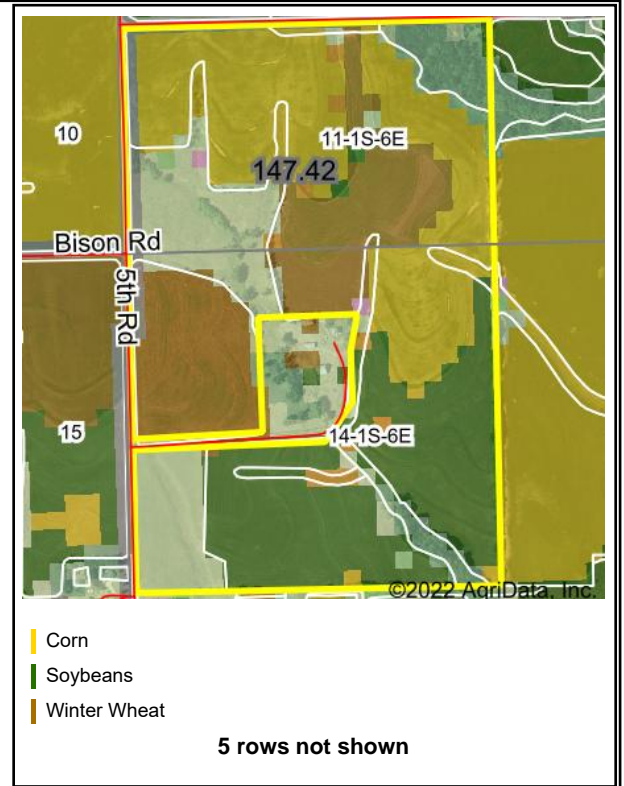 10
11-1S-6E
147.42
Bison Rd
5th Rd
15
14-1S-6E
©2022 AgriData, Inc.
Corn
Soybeans
Winter Wheat
5 rows not shown